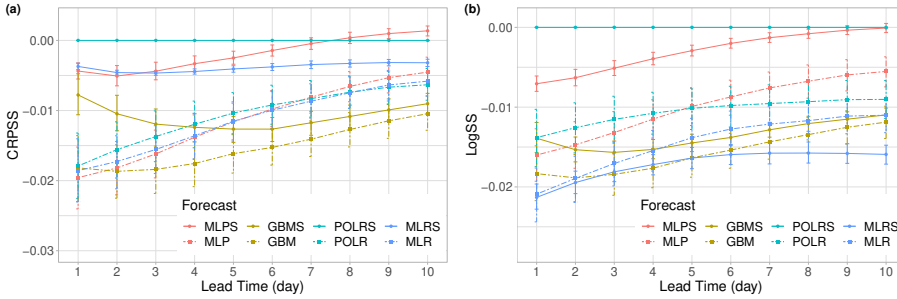 (a)
CRPSS
0.00
-0.01
-0.02
-0.03
Forecast
MLPS GBMS POLRS MLRS
MLP GBM POLR MLR
1 2 3 4 5 6 7 8 9 10
Lead Time (day)
(b)
LogSS
0.00
-0.01
-0.02
Forecast
MLPS GBMS POLRS MLRS
MLP GBM POLR MLR
1 2 3 4 5 6 7 8 9 10
Lead Time (day)